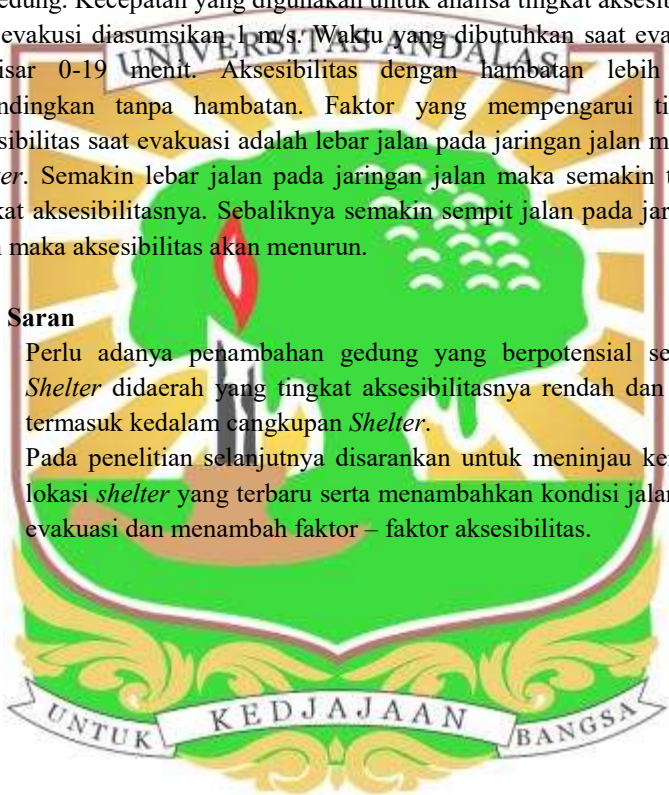 edung. Kecepatan yang digunakan untuk analisa tingkat aksesib
evakusi diasumsikan 1 m/s. Waktu yang dibutuhkan saat eva
UNIVERSITAS ANDALAS
isar 0-19 menit. Aksesibilitas dengan hambatan lebih
ndingkan tanpa hambatan. Faktor yang mempengarui ti
sibilitas saat evakuasi adalah lebar jalan pada jaringan jalan m
er. Semakin lebar jalan pada jaringan jalan maka semakin t
kat aksesibilitasnya. Sebaliknya semakin sempit jalan pada jar
maka aksesibilitas akan menurun.
Saran
Perlu adanya penambahan gedung yang berpotensial se
Shelter didaerah yang tingkat aksesibilitasnya rendah dan
termasuk kedalam cangkupan Shelter.
Pada penelitian selanjutnya disarankan untuk meninjau ke
lokasi shelter yang terbaru serta menambahkan kondisi jalan
evakuasi dan menambah faktor – faktor aksesibilitas.
UNTUK KEDJAJAAN BANGSA